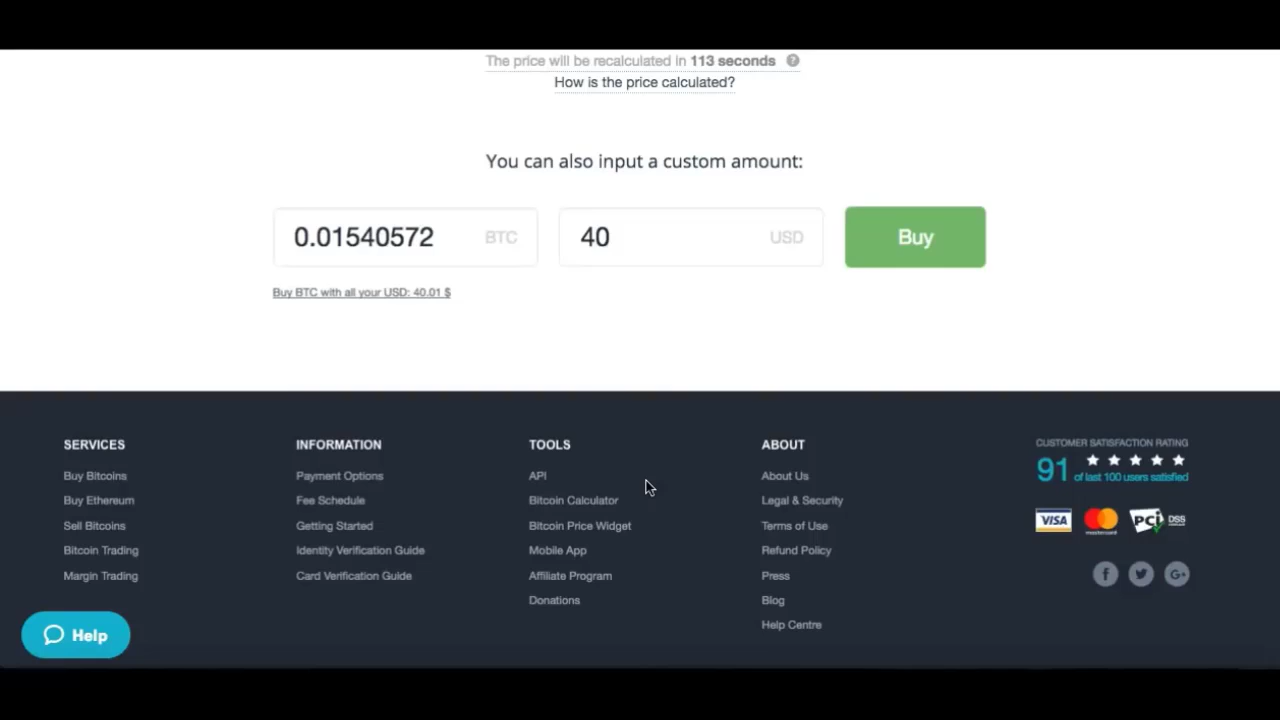 The price will be recalculated in 113 seconds ?
How is the price calculated?
You can also input a custom amount:
0.01540572 BTC 40 USD Buy
Buy BTC with all your USD: 40.01 $
SERVICES
Buy Bitcoins
Buy Ethereum
Sell Bitcoins
Bitcoin Trading
Margin Trading
INFORMATION
Payment Options
Fee Schedule
Getting Started
Identity Verification Guide
Card Verification Guide
TOOLS
API
Bitcoin Calculator
Bitcoin Price Widget
Mobile App
Affiliate Program
Donations
ABOUT
About Us
Legal & Security
Terms of Use
Refund Policy
Press
Blog
Help Centre
CUSTOMER SATISFACTION RATING
91 of last 100 users satisfied
VISA mastercard PCI DSS
f G+
Help